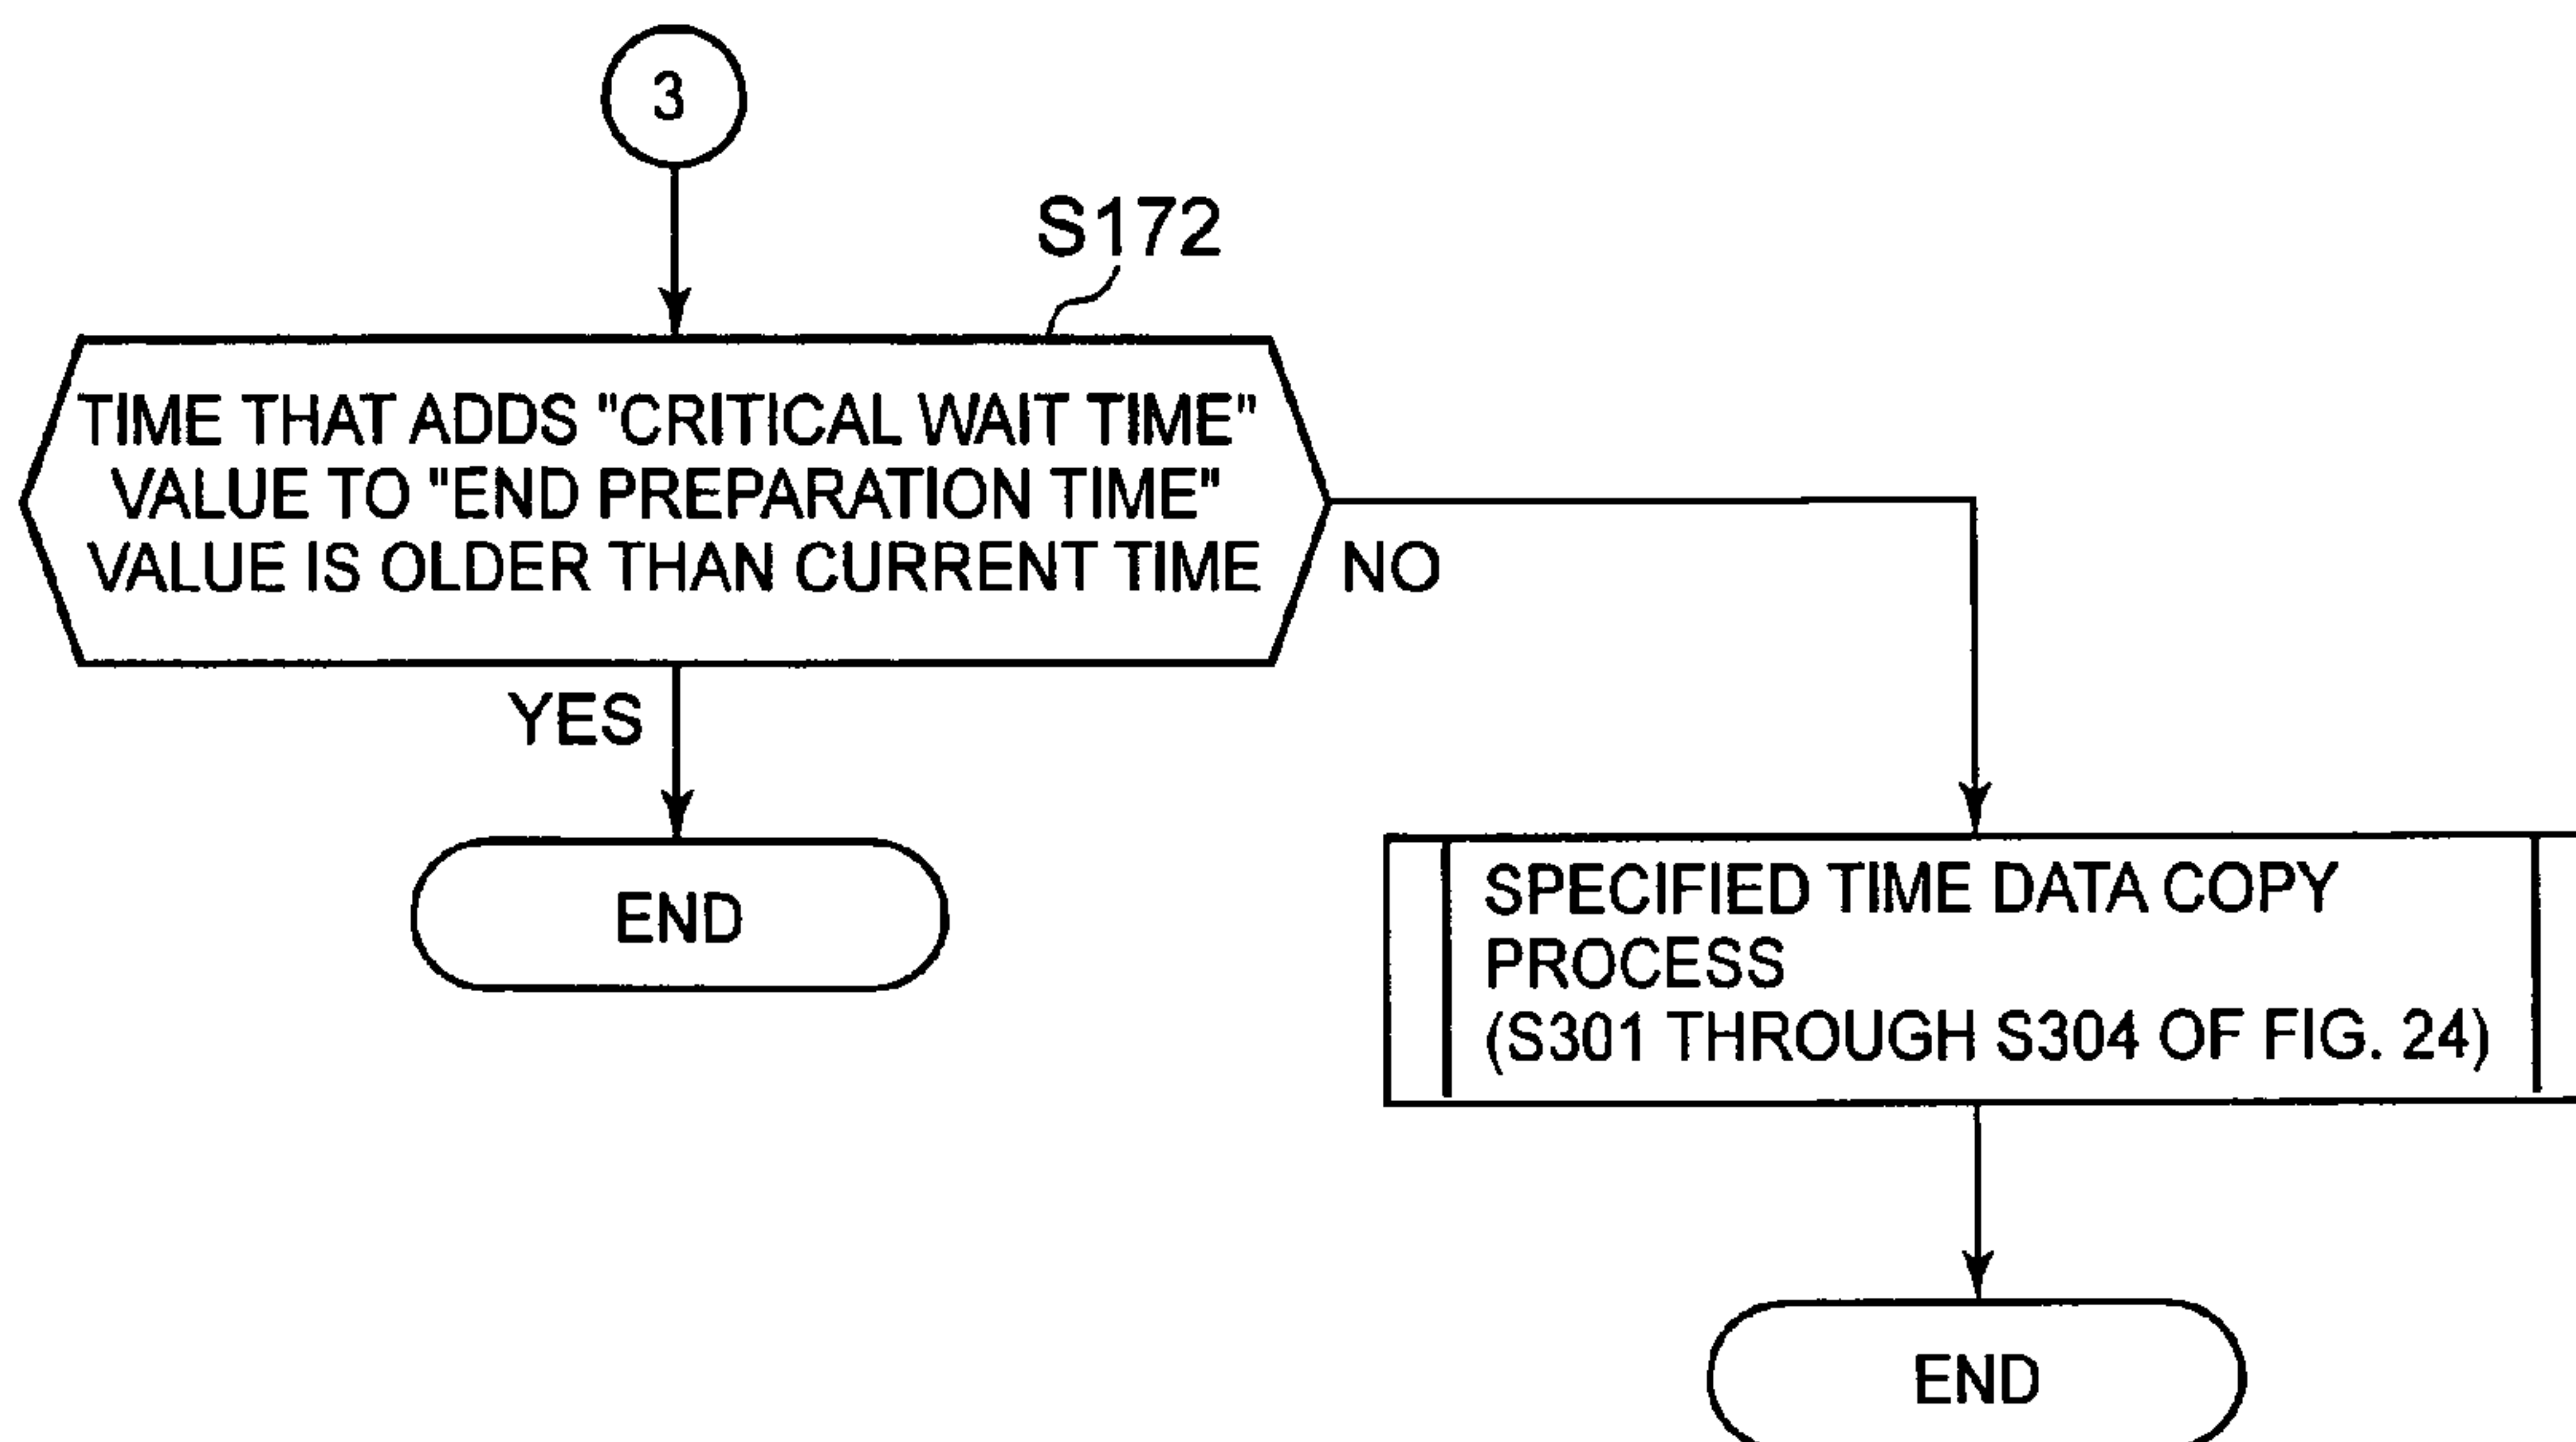 3
S172
TIME THAT ADDS "CRITICAL WAIT TIME"
VALUE TO "END PREPARATION TIME"
VALUE IS OLDER THAN CURRENT TIME
NO
YES
END
SPECIFIED TIME DATA COPY
PROCESS
(S301 THROUGH S304 OF FIG. 24)
END